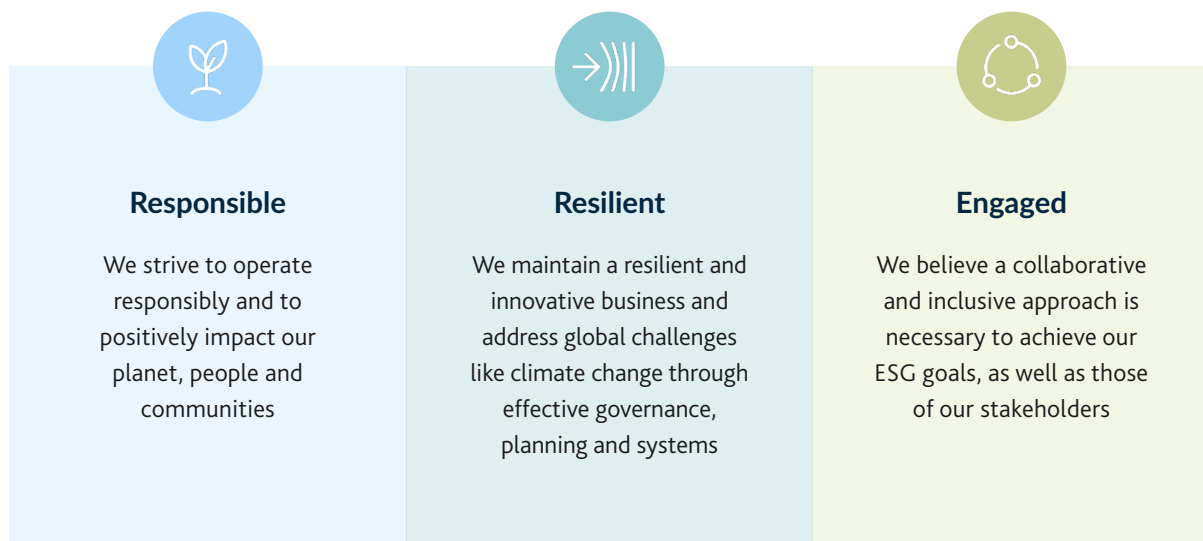 Responsible
We strive to operate
responsibly and to
positively impact our
planet, people and
communities
Resilient
We maintain a resilient and
innovative business and
address global challenges
like climate change through
effective governance,
planning and systems
Engaged
We believe a collaborative
and inclusive approach is
necessary to achieve our
ESG goals, as well as those
of our stakeholders